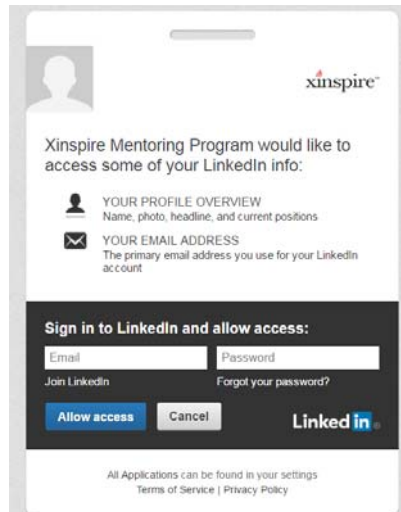 xinspire
Xinspire Mentoring Program would like to
access some of your LinkedIn info:
YOUR PROFILE OVERVIEW
Name, photo, headline, and current positions
YOUR EMAIL ADDRESS
The primary email address you use for your LinkedIn
account
Sign in to LinkedIn and allow access:
Email Password
Join LinkedIn Forgot your password?
Allow access Cancel Linked in
All Applications can be found in your settings
Terms of Service | Privacy Policy